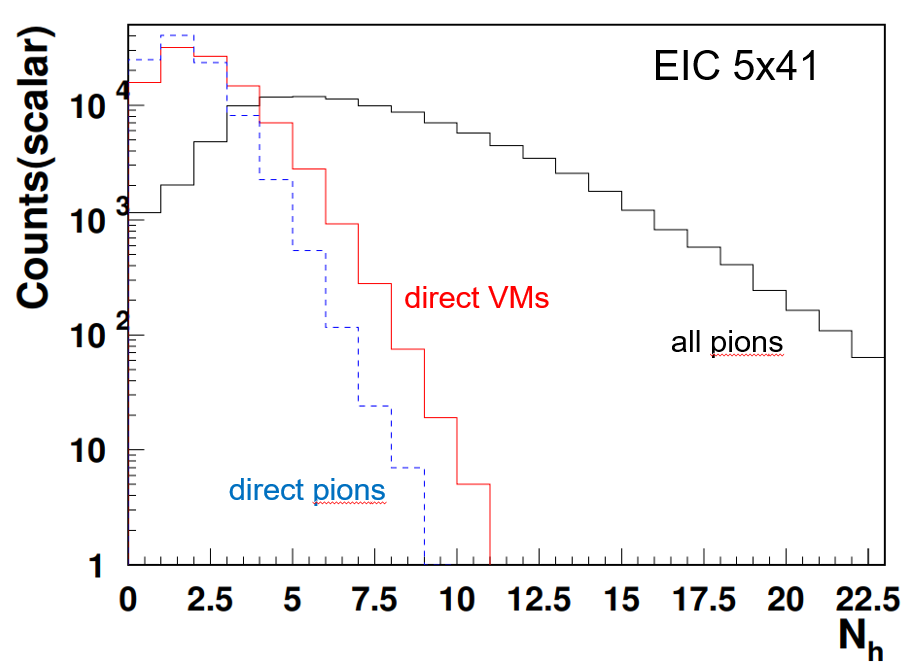 Counts(scalar)
EIC 5x41
10 4
10 3
direct VMs
10 2
all pions
10
direct pions
1
0 2.5 5 7.5 10 12.5 15 17.5 20 22.5
Nh